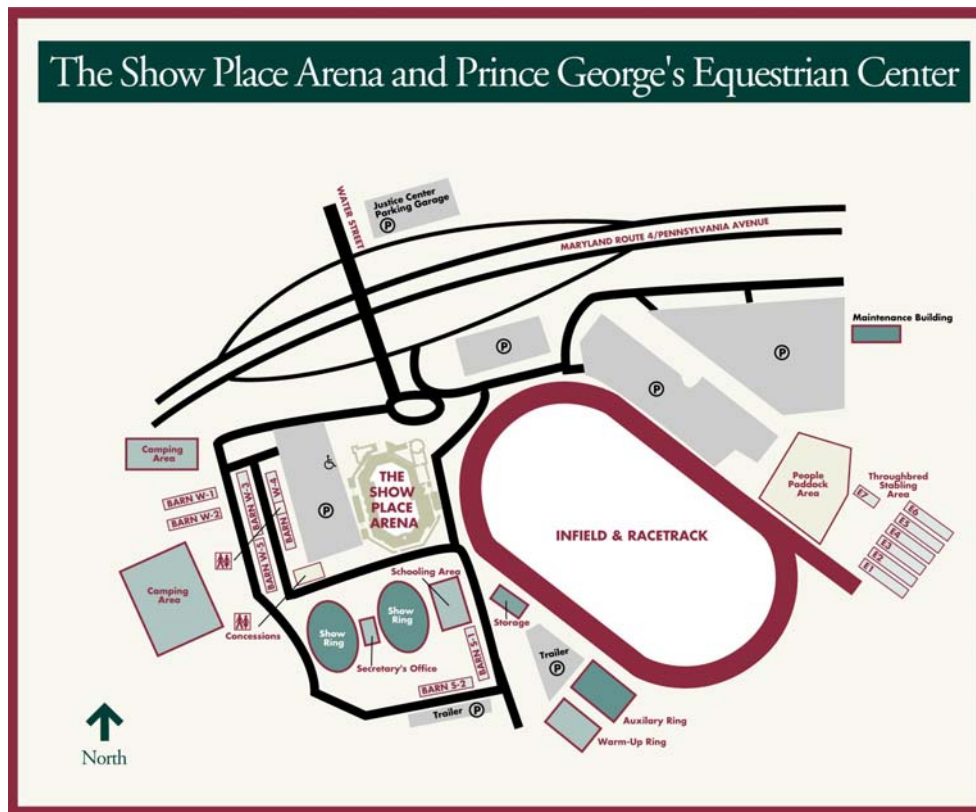 The Show Place Arena and Prince George's Equestrian Center
WATER STREET
Justice Center
Parking Garage
P
MARYLAND ROUTE 4/PENNSYLVANIA AVENUE
Maintenance Building
P
P
P
Camping
Area
BARN W-1
BARN W-2
BARN W-3
BARN W-4
BARN W-5
P
THE
SHOW
PLACE
ARENA
People
Paddock
Area
Throughbred
Stabling
Area
E7
E6
E5
E4
E3
E2
E1
INFIELD & RACETRACK
Camping
Area
Concessions
Schooling Area
Show
Ring
Show
Ring
Secretary's Office
Storage
BARN S-1
BARN S-2
Trailer P
Trailer
P
Auxilary Ring
Warm-Up Ring
North